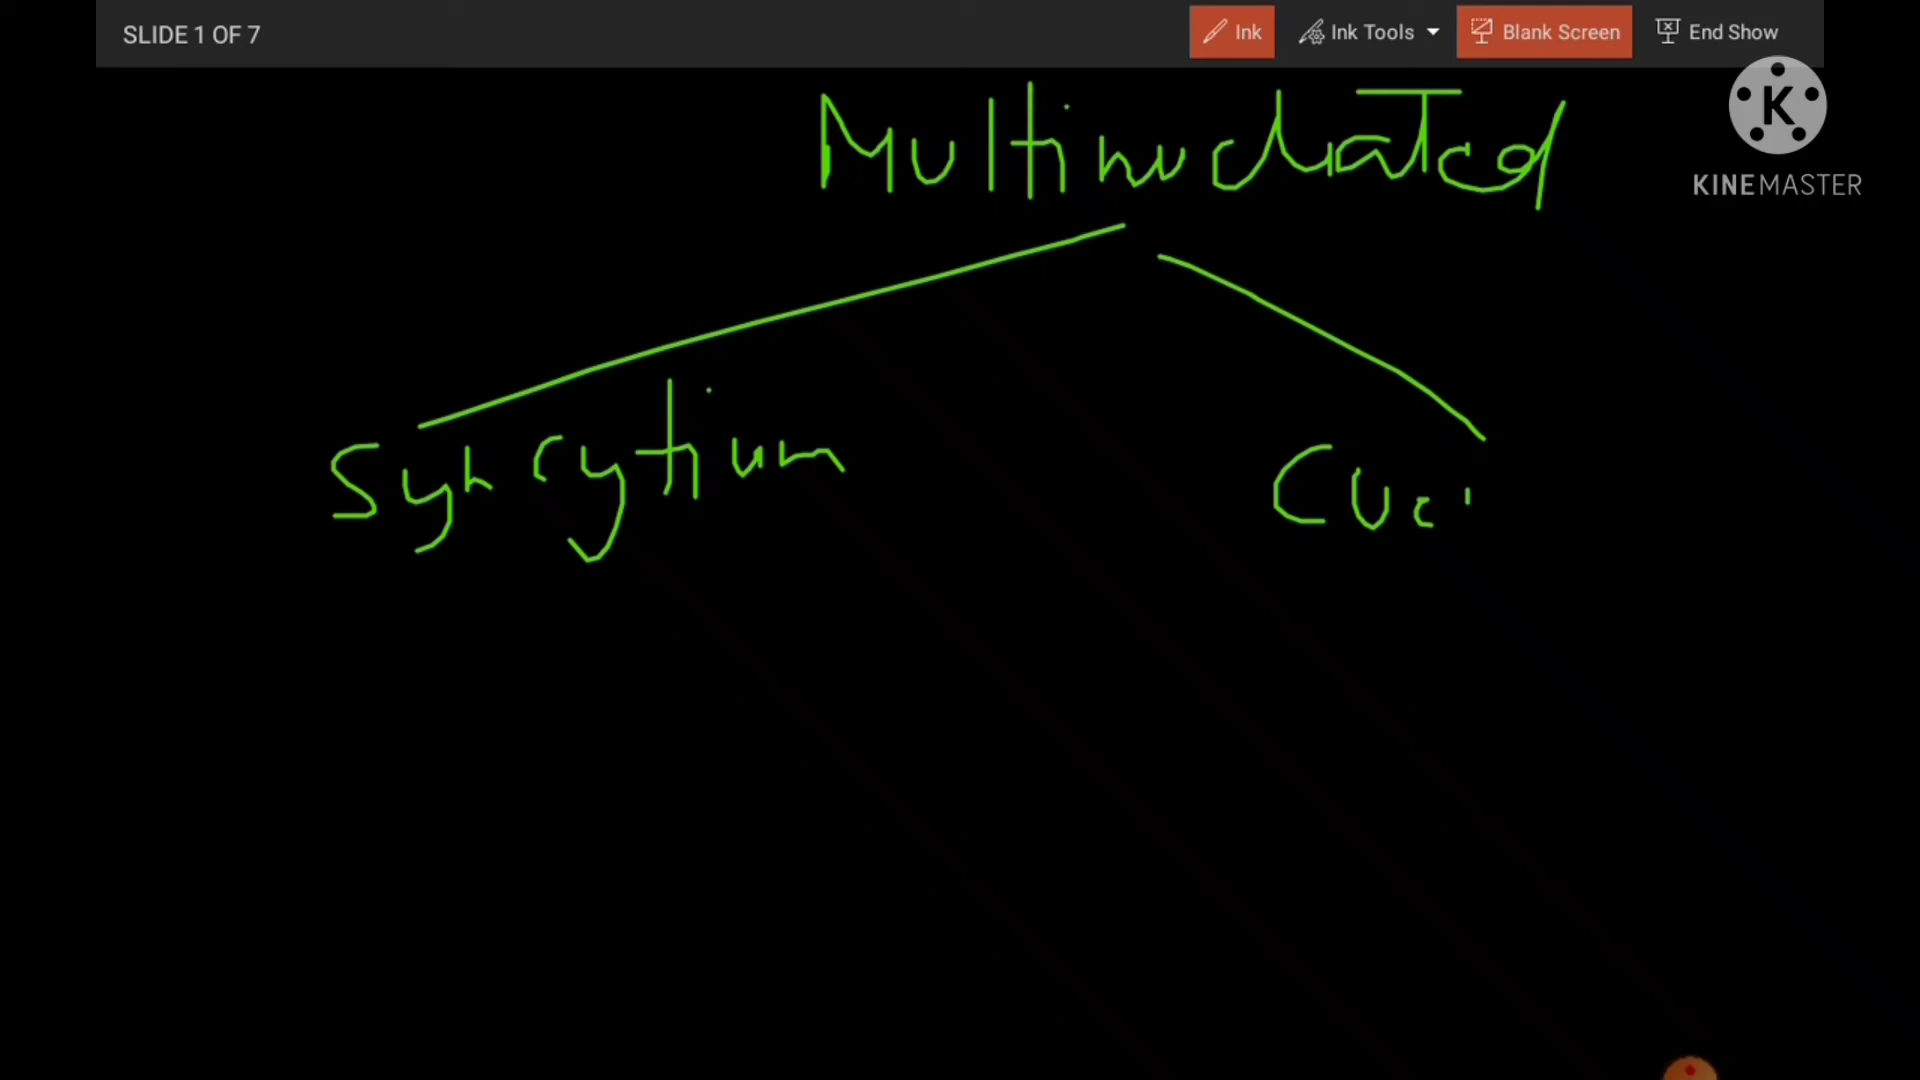 SLIDE 1 OF 7 Ink Ink Tools Blank Screen End Show
Multinucleated
KINEMASTER
Syncytium